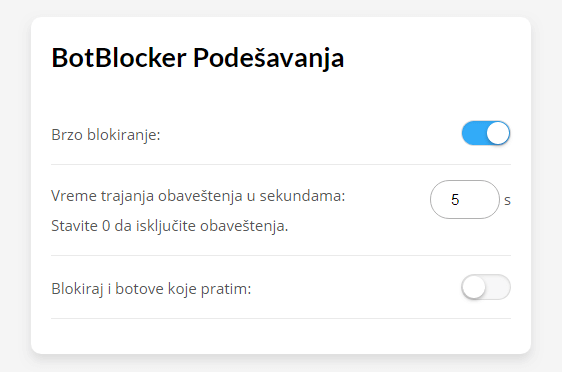 BotBlocker Podešavanja
Brzo blokiranje:
Vreme trajanja obaveštenja u sekundama:
5 s
Stavite 0 da isključite obaveštenja.
Blokiraj i botove koje pratim: